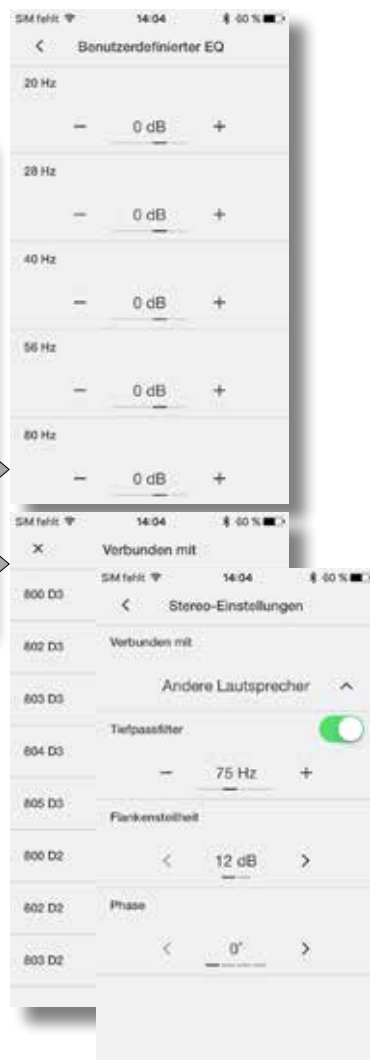 SIM fehlt 14:04 60 %
Benutzerdefinierter EQ
20 Hz
− 0 dB +
28 Hz
− 0 dB +
40 Hz
− 0 dB +
56 Hz
− 0 dB +
80 Hz
− 0 dB +
SIM fehlt 14:04 60 %
× Verbunden mit
800 D3
802 D3
803 D3
804 D3
805 D3
800 D2
802 D2
803 D2
SIM fehlt 14:04 60 %
< Stereo-Einstellungen
Verbunden mit
Andere Lautsprecher
Tiefpassfilter
− 75 Hz +
Flankensteilheit
< 12 dB >
Phase
< 0° >